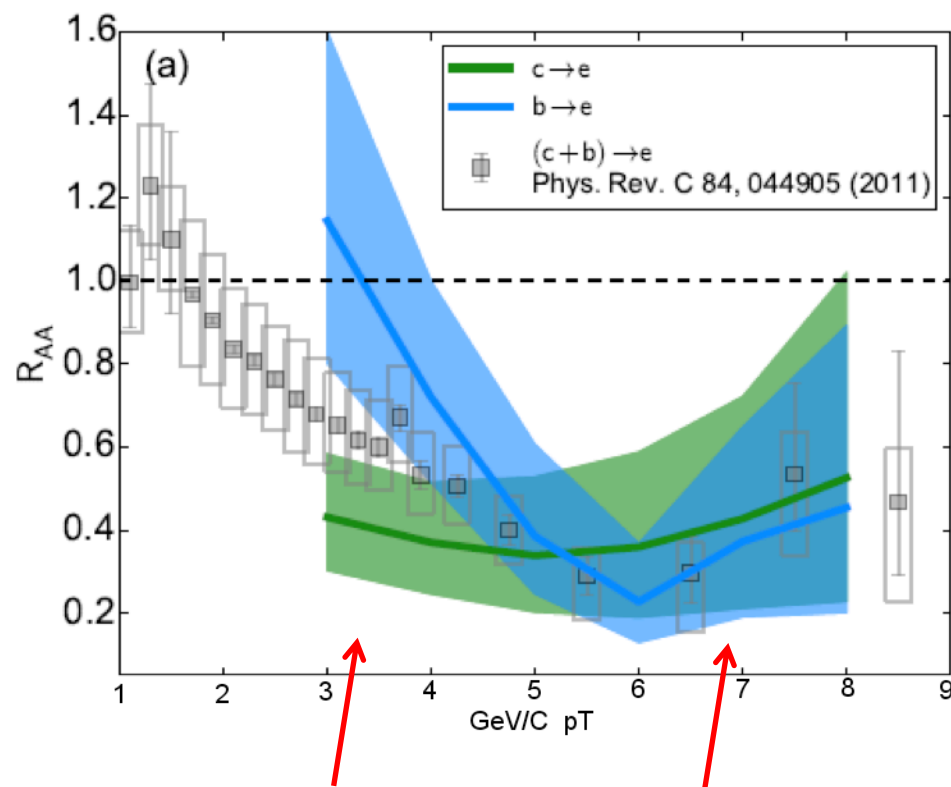 (a)
c→e
b→e
(c+b)→e
Phys. Rev. C 84, 044905 (2011)
1.6
1.4
1.2
1.0
0.8
0.6
0.4
0.2
R_AA
1 2 3 4 5 6 7 8 9
GeV/C pT